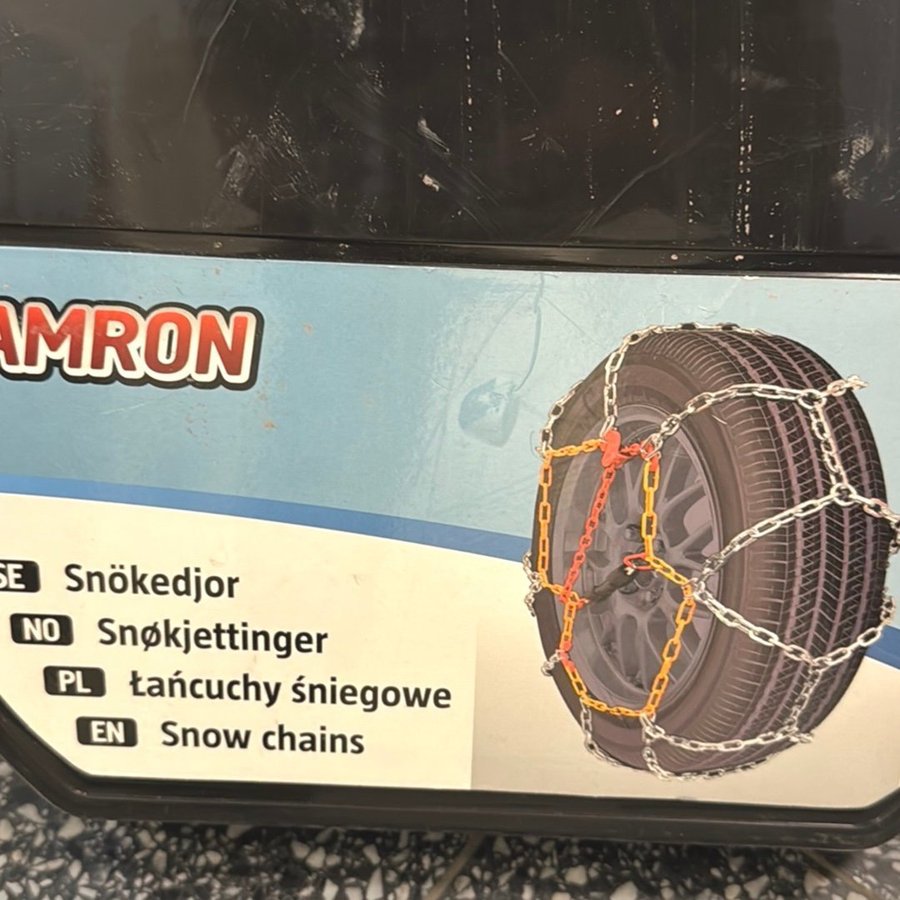 AMRON
SE Snökedjor
NO Snøkjettinger
PL Łańcuchy śniegowe
EN Snow chains